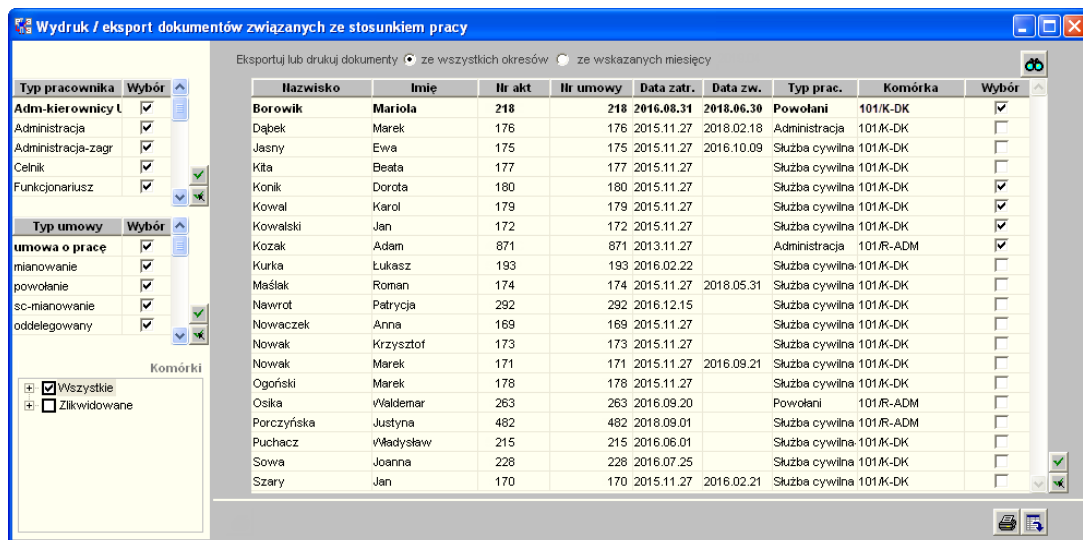 Wydruk / eksport dokumentów związanych ze stosunkiem pracy
Eksportuj lub drukuj dokumenty ze wszystkich okresów ze wskazanych miesięcy
Typ pracownika Wybór
Adm-kierownicy U
Administracja
Administracja-zagr
Celnik
Funkcjonariusz
Typ umowy Wybór
umowa o pracę
mianowanie
powołanie
sc-mianowanie
oddelegowany
Komórki
Wszystkie
Zlikwidowane
Nazwisko Imię Nr akt Nr umowy Data zatr. Data zw. Typ prac. Komórka Wybór
Borowik Mariola 218 218 2016.08.31 2018.06.30 Powołani 101/K-DK
Dąbek Marek 176 176 2015.11.27 2018.02.18 Administracja 101/K-DK
Jasny Ewa 175 175 2015.11.27 2016.10.09 Służba cywilna 101/K-DK
Kita Beata 177 177 2015.11.27 Służba cywilna 101/K-DK
Konik Dorota 180 180 2015.11.27 Służba cywilna 101/K-DK
Kowal Karol 179 179 2015.11.27 Służba cywilna 101/K-DK
Kowalski Jan 172 172 2015.11.27 Służba cywilna 101/K-DK
Kozak Adam 871 871 2013.11.27 Administracja 101/R-ADM
Kurka Łukasz 193 193 2016.02.22 Służba cywilna- 101/K-DK
Maślak Roman 174 174 2015.11.27 2018.05.31 Służba cywilna 101/K-DK
Nawrot Patrycja 292 292 2016.12.15 Służba cywilna- 101/K-DK
Nowaczek Anna 169 169 2015.11.27 Służba cywilna 101/K-DK
Nowak Krzysztof 173 173 2015.11.27 Służba cywilna 101/K-DK
Nowak Marek 171 171 2015.11.27 2016.09.21 Służba cywilna 101/K-DK
Ogoński Marek 178 178 2015.11.27 Służba cywilna 101/K-DK
Osika Waldemar 263 263 2016.09.20 Powołani 101/R-ADM
Porczyńska Justyna 482 482 2018.09.01 Służba cywilna 101/R-ADM
Puchacz Władysław 215 215 2016.06.01 Służba cywilna- 101/K-DK
Sowa Joanna 228 228 2016.07.25 Służba cywilna 101/K-DK
Szary Jan 170 170 2015.11.27 2016.02.21 Służba cywilna 101/K-DK